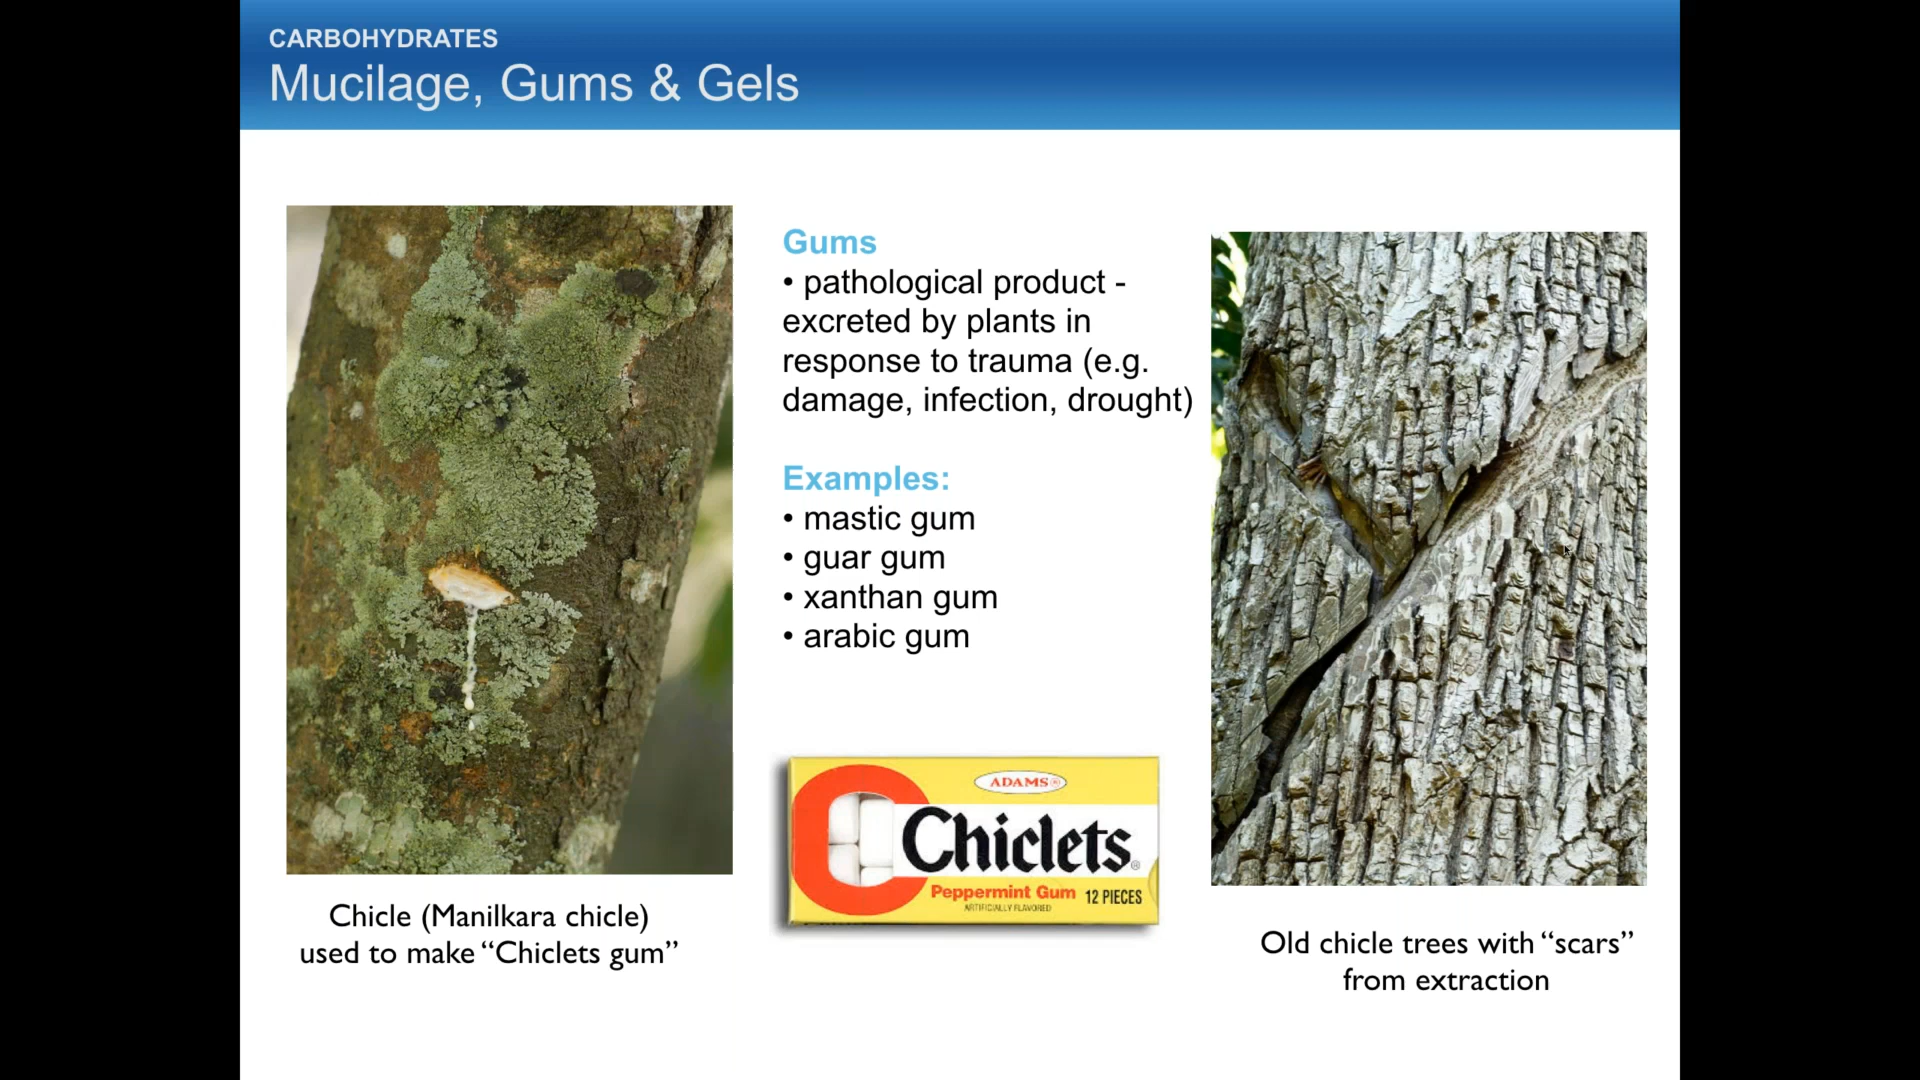 CARBOHYDRATES
Mucilage, Gums & Gels
Gums
• pathological product -
excreted by plants in
response to trauma (e.g.
damage, infection, drought)
Examples:
• mastic gum
• guar gum
• xanthan gum
• arabic gum
ADAMS®
Chiclets®
Peppermint Gum
ARTIFICIALLY FLAVORED
12 PIECES
Chicle (Manilkara chicle)
used to make “Chiclets gum”
Old chicle trees with “scars”
from extraction